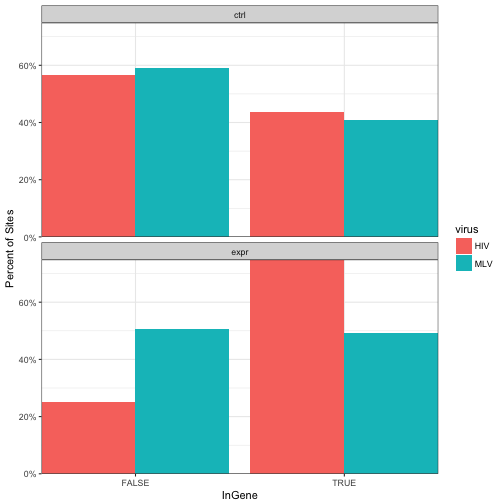 ctrl
60%
40%
20%
0%
expr
60%
40%
20%
0%
FALSE TRUE
InGene
Percent of Sites
virus
HIV
MLV